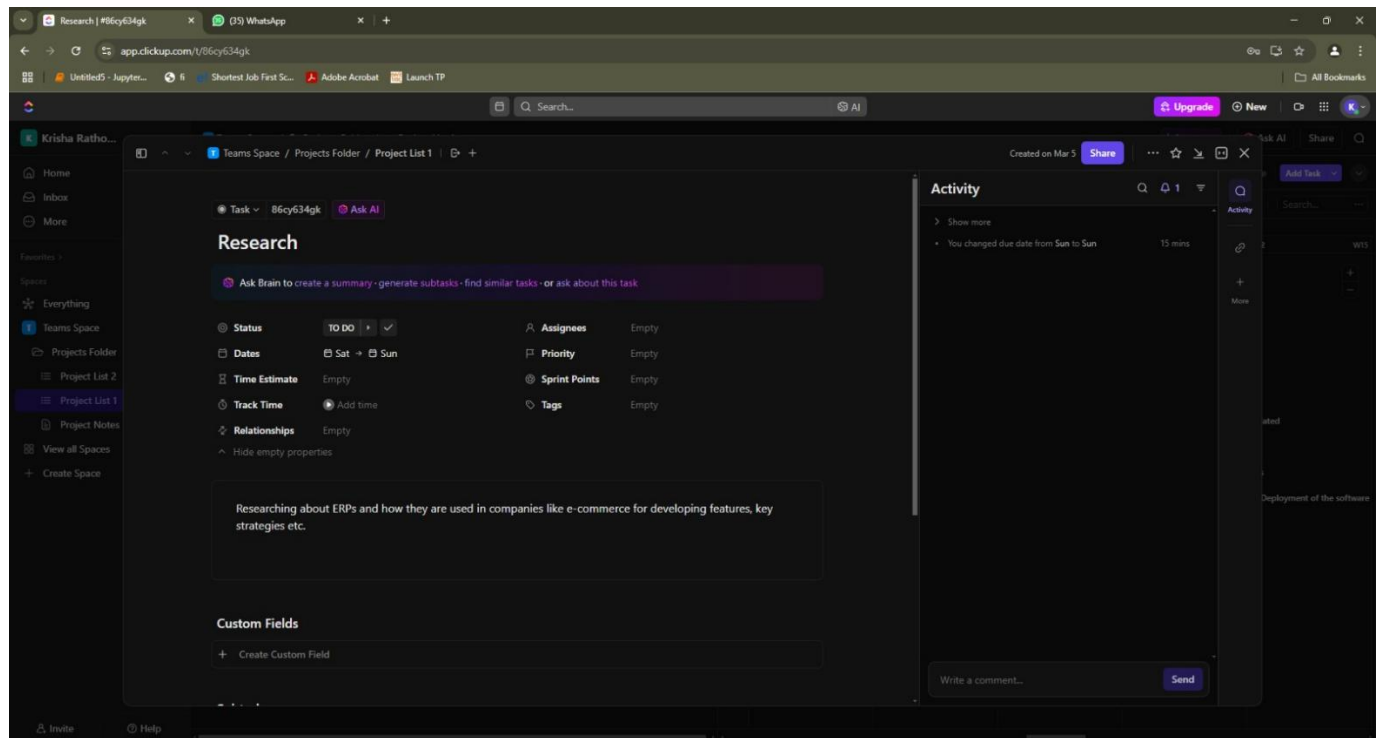 Research | #86cy634gk
(35) WhatsApp
app.clickup.com/t/86cy634gk
Untitled5 - Jupyter...
6
Shortest Job First Sc...
Adobe Acrobat
Launch TP
All Bookmarks
Search...
AI
Upgrade
New
K
K
Krisha Ratho...
Ask AI
Share
Teams Space / Projects Folder / Project List 1
Created on Mar 5
Share
Add Task
Search...
Home
Inbox
More
Favorites
Spaces
Everything
Teams Space
Projects Folder
Project List 2
Project List 1
Project Notes
View all Spaces
Create Space
Invite
Help
Task
86cy634gk
Ask AI
Research
Ask Brain to create a summary · generate subtasks · find similar tasks · or ask about this task
Status
TO DO
Assignees
Empty
Dates
Sat → Sun
Priority
Empty
Time Estimate
Empty
Sprint Points
Empty
Track Time
Add time
Tags
Empty
Relationships
Empty
Hide empty properties
Researching about ERPs and how they are used in companies like e-commerce for developing features, key
strategies etc.
Custom Fields
+ Create Custom Field
Activity
1
Show more
You changed due date from Sun to Sun
15 mins
Write a comment...
Send
Activity
More
W15
ated
Deployment of the software